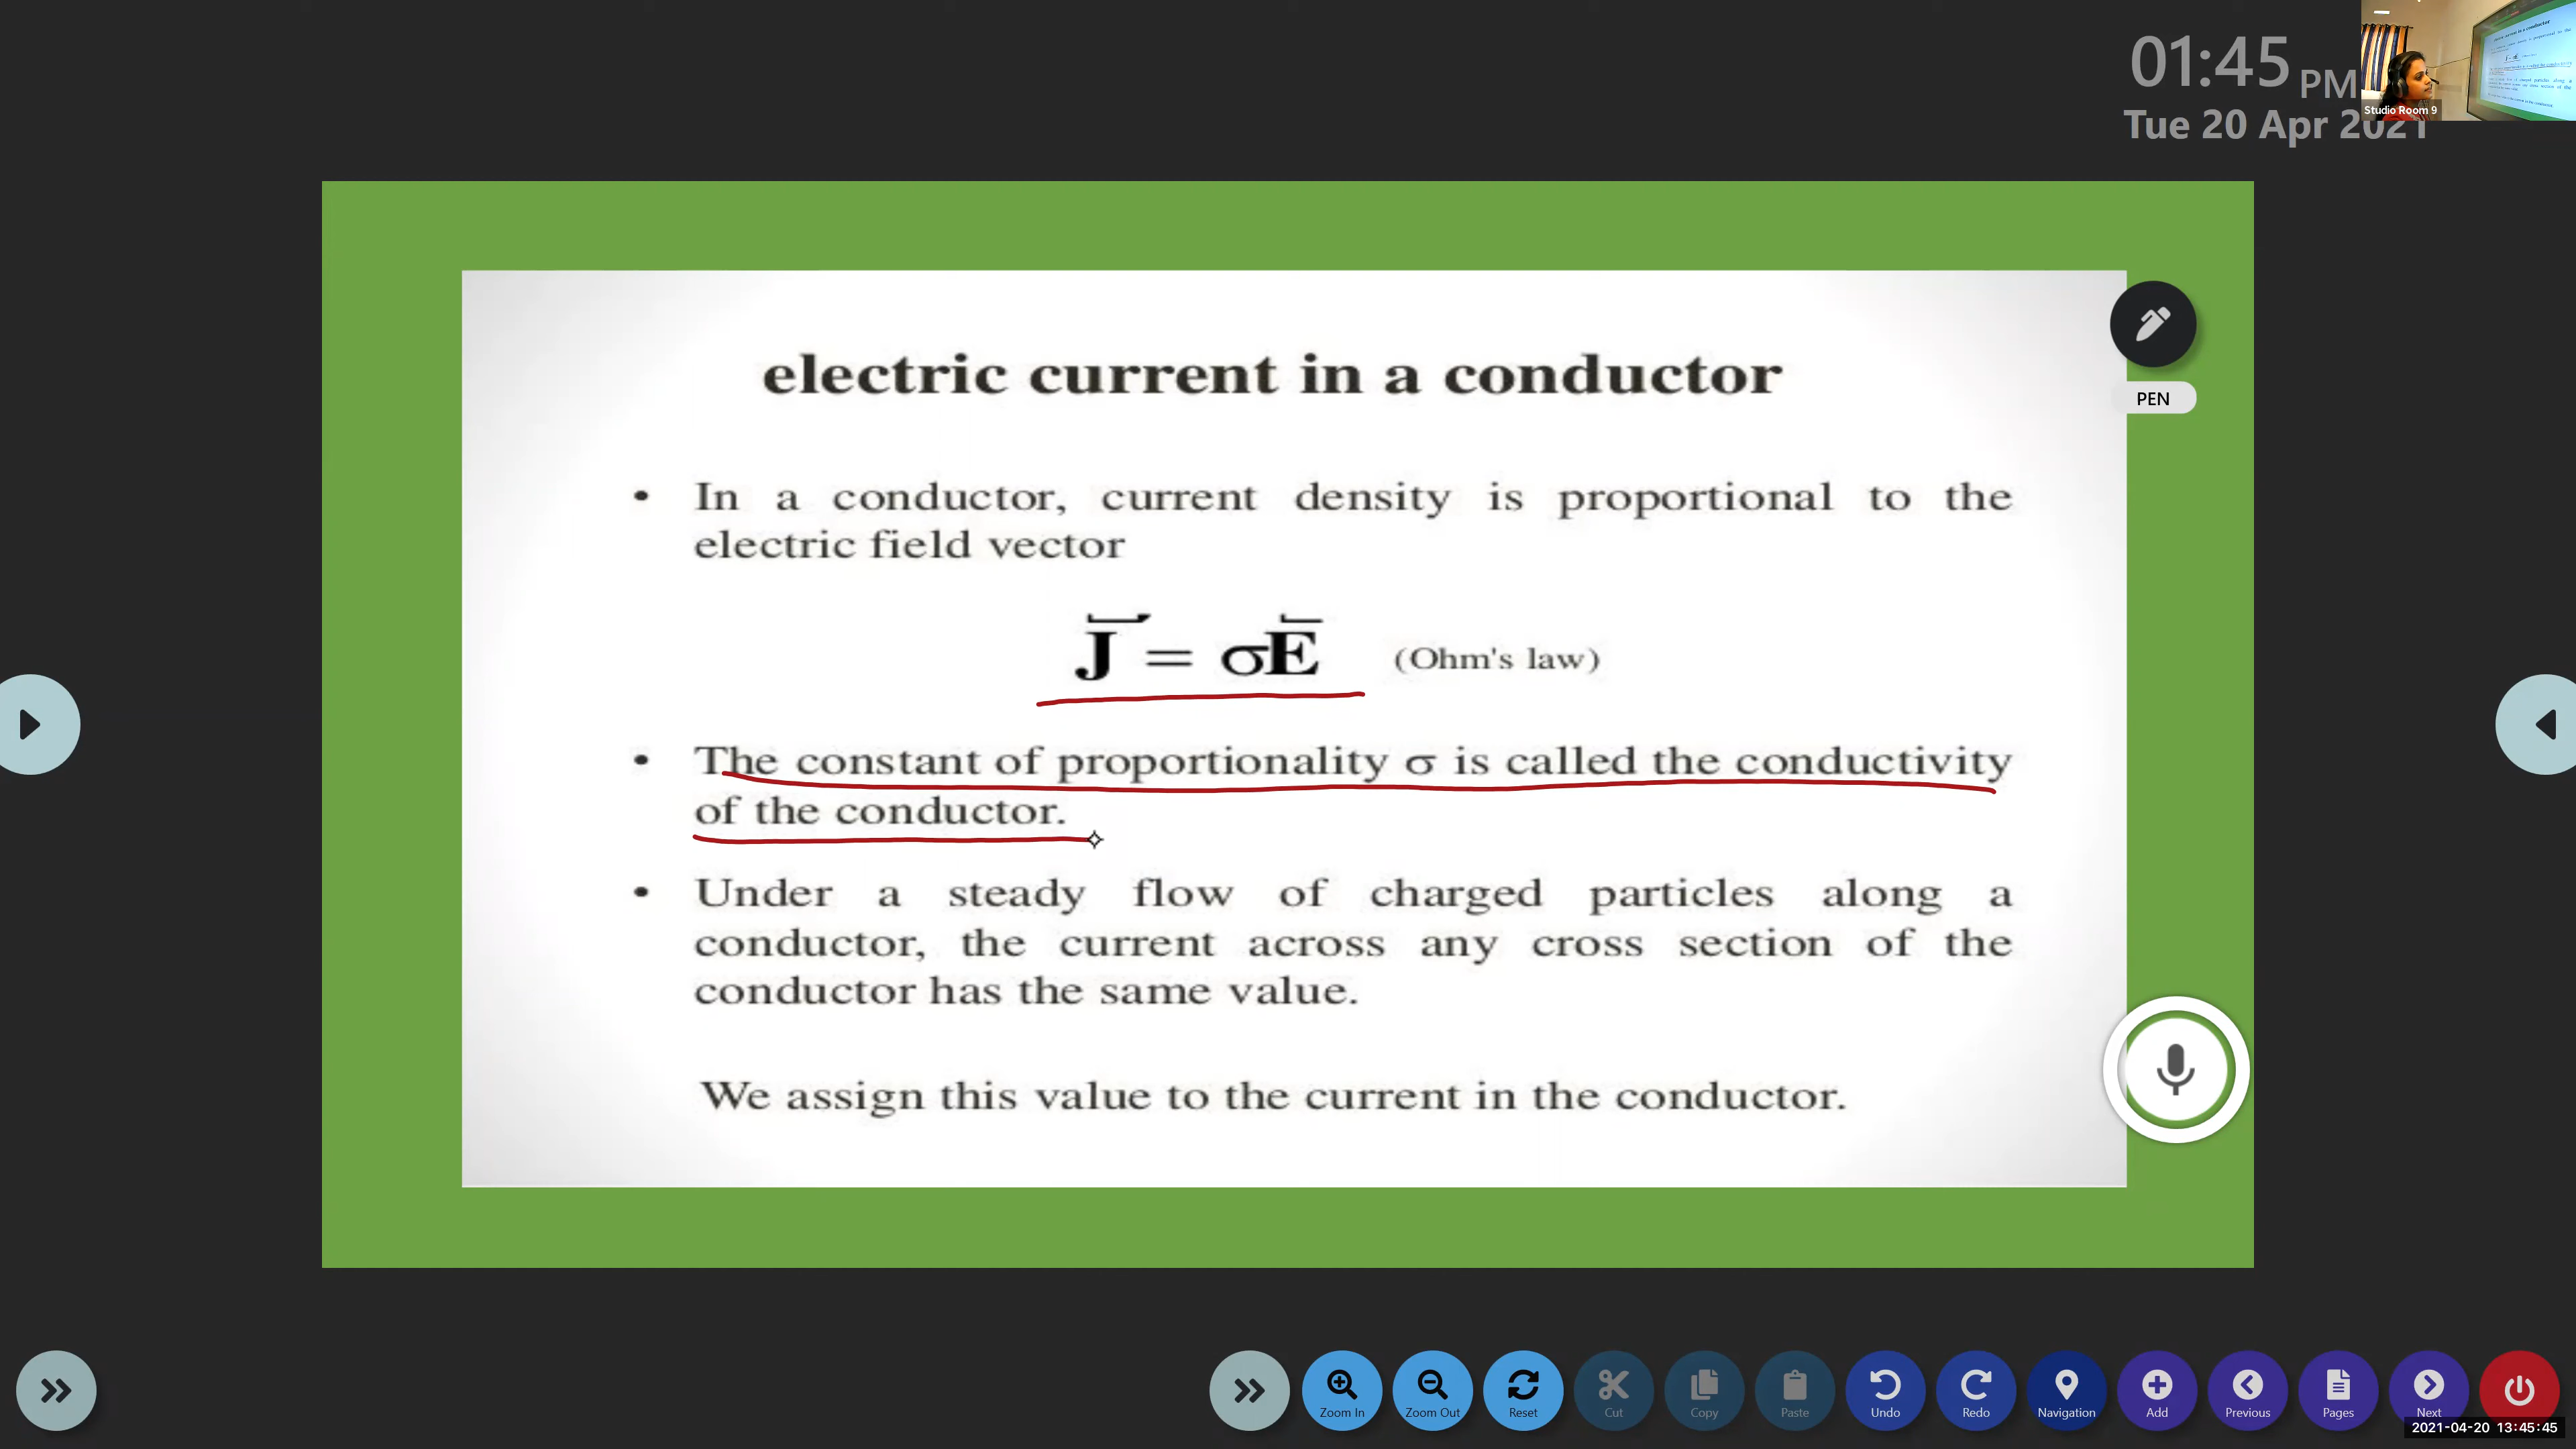 01:45 PM
Tue 20 Apr 2021
Studio Room 9
electric current in a conductor
PEN
• In a conductor, current density is proportional to the
electric field vector
J = σE (Ohm's law)
• The constant of proportionality σ is called the conductivity
of the conductor.
• Under a steady flow of charged particles along a
conductor, the current across any cross section of the
conductor has the same value.
We assign this value to the current in the conductor.
Zoom In Zoom Out Reset Cut Copy Paste Undo Redo Navigation Add Previous Pages Next
2021-04-20 13:45:45